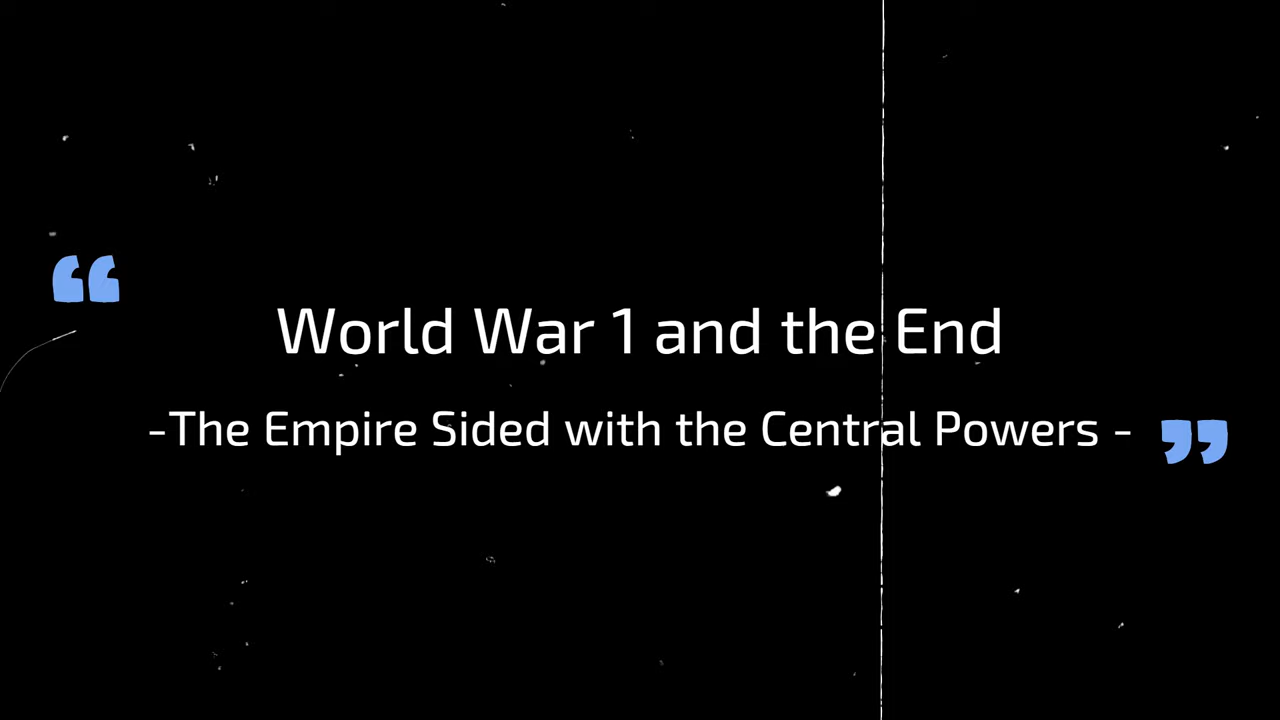 “
World War 1 and the End
-The Empire Sided with the Central Powers - ”